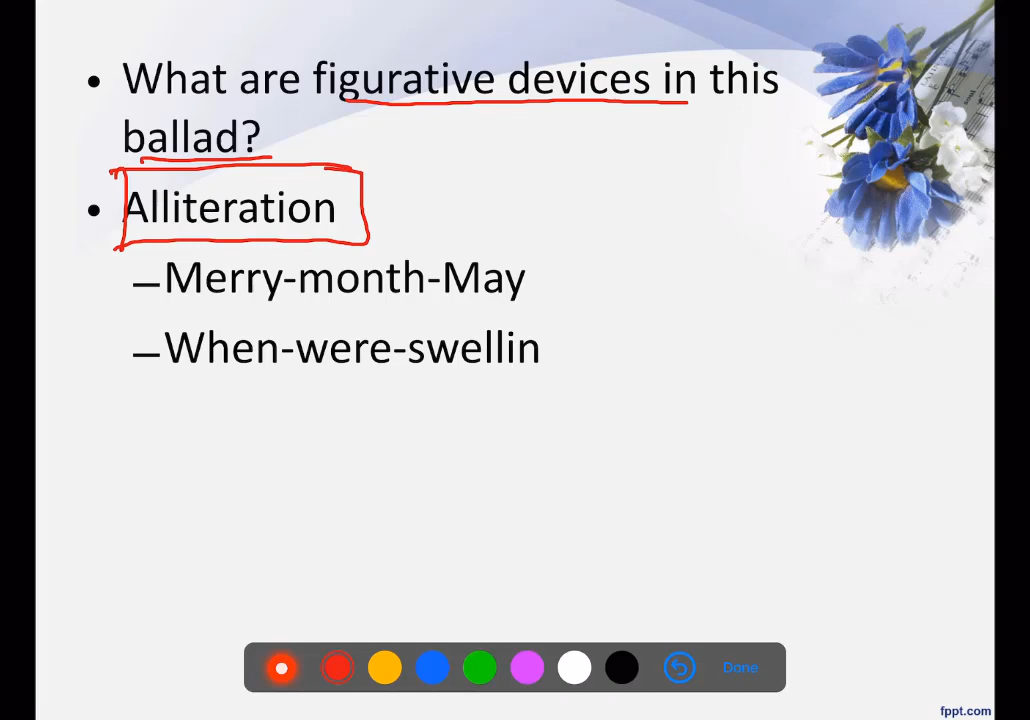 • What are figurative devices in this
ballad?
• Alliteration
–Merry-month-May
–When-were-swellin
Done
fppt.com